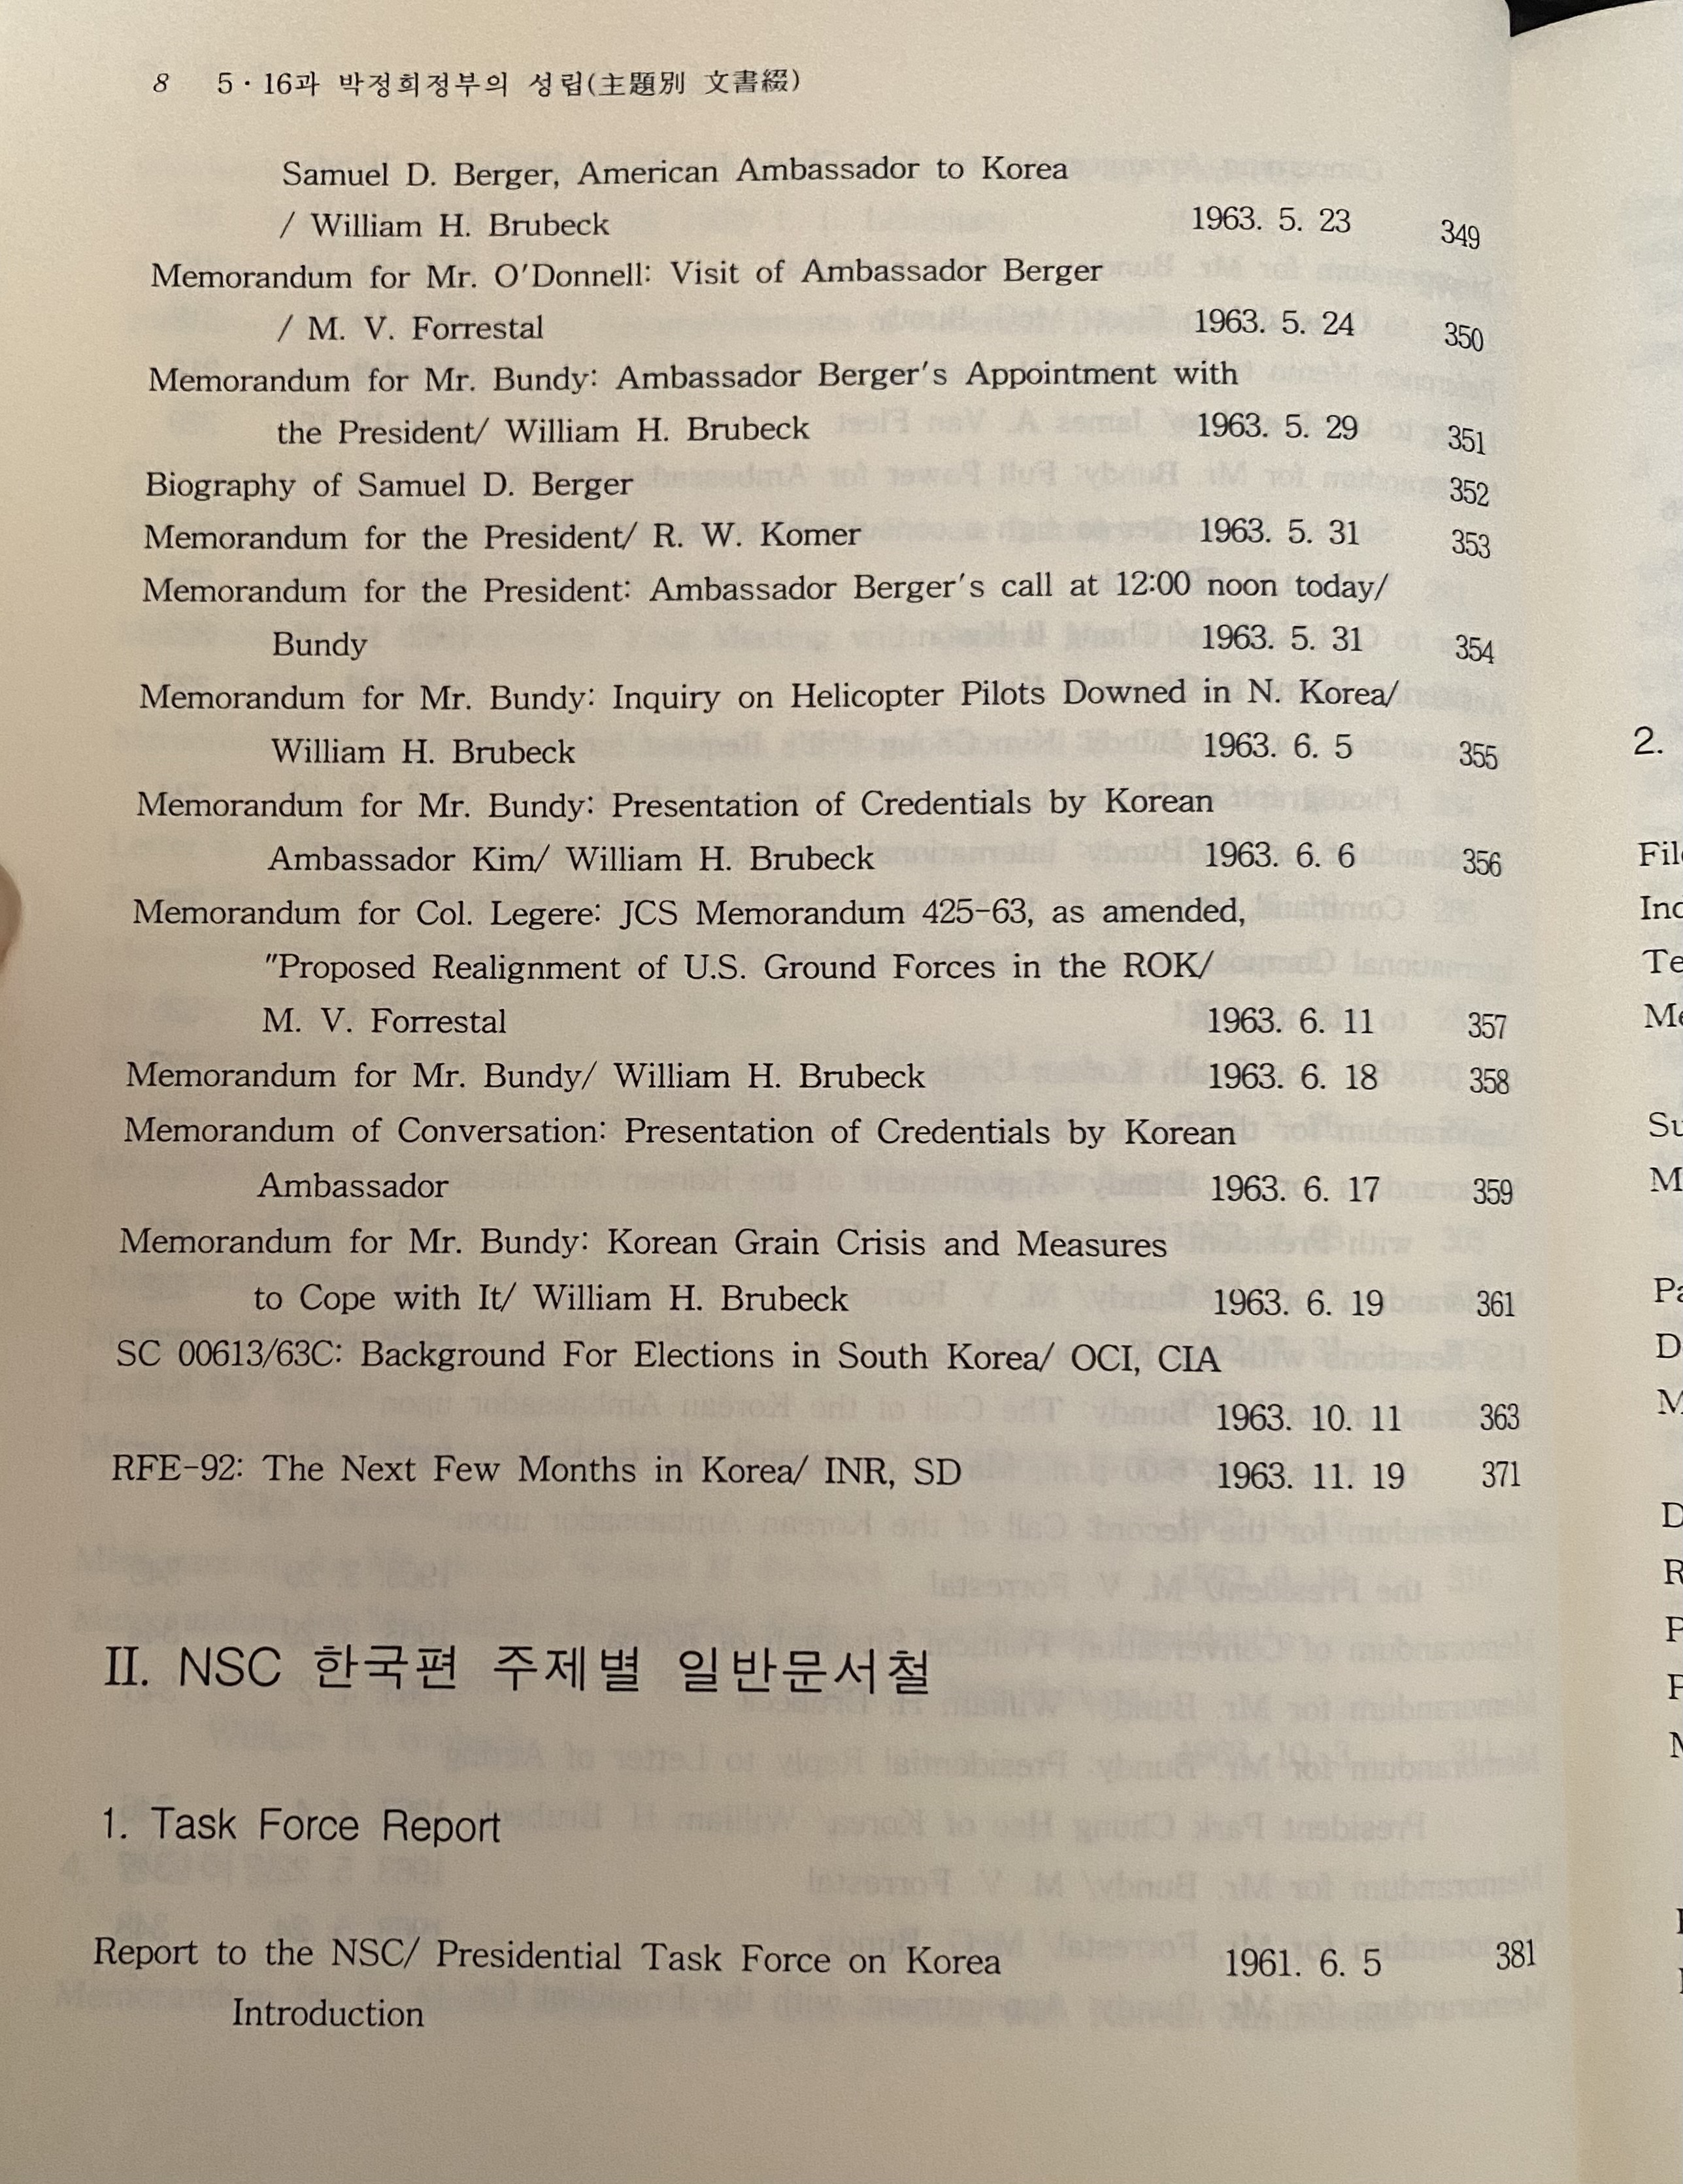 8 5·16과 박정희정부의 성립(主題別 文書綴)
Samuel D. Berger, American Ambassador to Korea
/ William H. Brubeck 1963. 5. 23 349
Memorandum for Mr. O'Donnell: Visit of Ambassador Berger
/ M. V. Forrestal 1963. 5. 24 350
Memorandum for Mr. Bundy: Ambassador Berger's Appointment with
the President/ William H. Brubeck 1963. 5. 29 351
Biography of Samuel D. Berger 352
Memorandum for the President/ R. W. Komer 1963. 5. 31 353
Memorandum for the President: Ambassador Berger's call at 12:00 noon today/
Bundy 1963. 5. 31 354
Memorandum for Mr. Bundy: Inquiry on Helicopter Pilots Downed in N. Korea/
William H. Brubeck 1963. 6. 5 355
Memorandum for Mr. Bundy: Presentation of Credentials by Korean
Ambassador Kim/ William H. Brubeck 1963. 6. 6 356
Memorandum for Col. Legere: JCS Memorandum 425-63, as amended,
"Proposed Realignment of U.S. Ground Forces in the ROK/
M. V. Forrestal 1963. 6. 11 357
Memorandum for Mr. Bundy/ William H. Brubeck 1963. 6. 18 358
Memorandum of Conversation: Presentation of Credentials by Korean
Ambassador 1963. 6. 17 359
Memorandum for Mr. Bundy: Korean Grain Crisis and Measures
to Cope with It/ William H. Brubeck 1963. 6. 19 361
SC 00613/63C: Background For Elections in South Korea/ OCI, CIA
1963. 10. 11 363
RFE-92: The Next Few Months in Korea/ INR, SD 1963. 11. 19 371
II. NSC 한국편 주제별 일반문서철
1. Task Force Report
Report to the NSC/ Presidential Task Force on Korea 1961. 6. 5 381
Introduction
2.